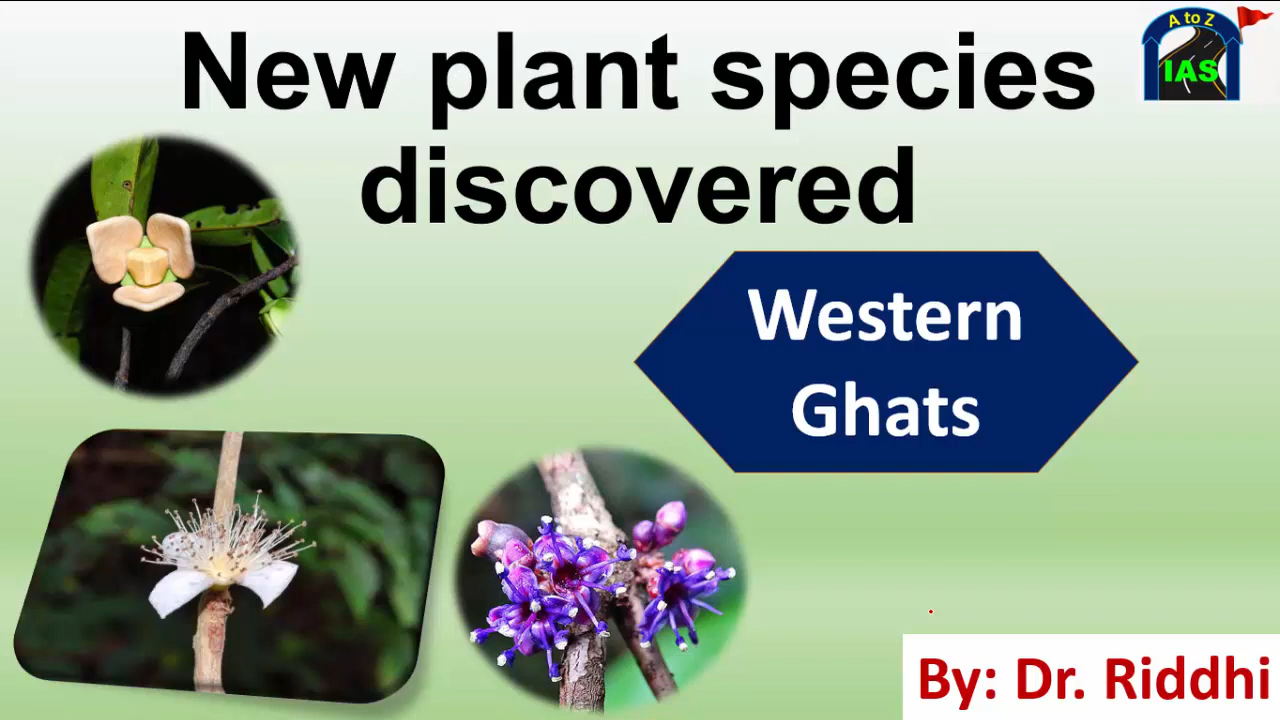 A to Z
IAS
New plant species
discovered
Western
Ghats
By: Dr. Riddhi